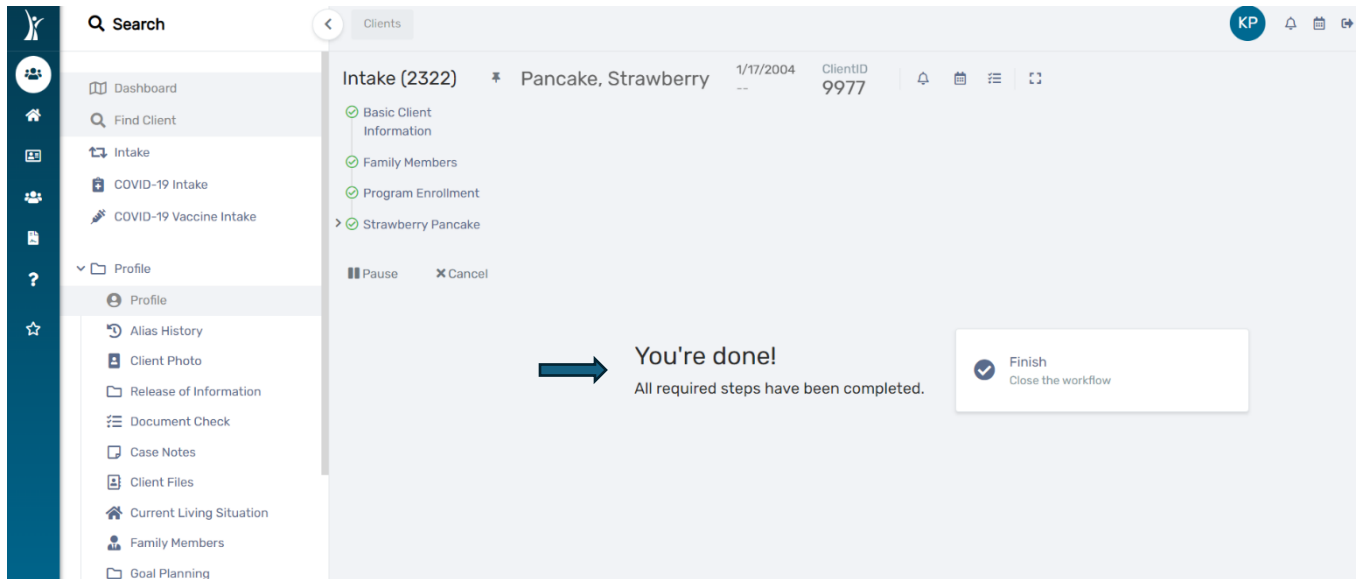 Search
Clients
KP
Dashboard
Find Client
Intake
COVID-19 Intake
COVID-19 Vaccine Intake
Profile
Profile
Alias History
Client Photo
Release of Information
Document Check
Case Notes
Client Files
Current Living Situation
Family Members
Goal Planning
Intake (2322)
Pancake, Strawberry
1/17/2004
--
ClientID
9977
Basic Client
Information
Family Members
Program Enrollment
Strawberry Pancake
Pause
Cancel
You're done!
All required steps have been completed.
Finish
Close the workflow